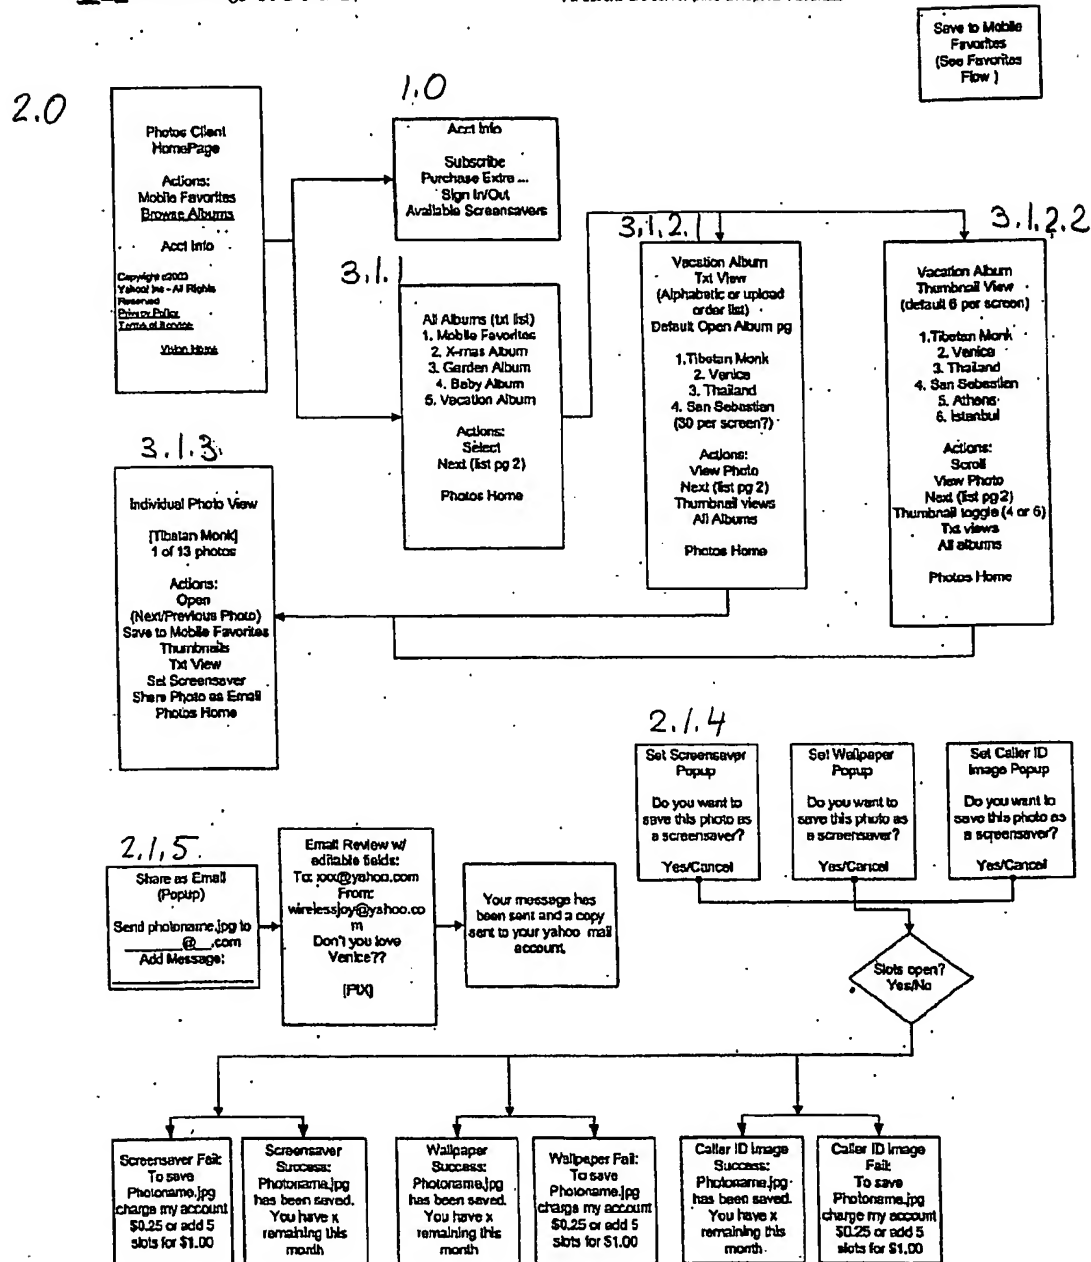 Save to Mobile
Favorites
(See Favorites
Flow )
2.0
Photos Client
HomePage
Actions:
Mobile Favorites
Browse Albums
Acct Info
Copyright c2003
Yahoo! Inc - All Rights
Reserved
Privacy Policy
Terms of Service
Vision Home
1.0
Acct Info
Subscribe
Purchase Extra ...
Sign In/Out
Available Screensavers
3.1.1
All Albums (txt list)
1. Mobile Favorites
2. X-mas Album
3. Garden Album
4. Baby Album
5. Vacation Album
Actions:
Select
Next (list pg 2)
Photos Home
3.1.2.1
Vacation Album
Txt View
(Alphabetic or upload
order list)
Default Open Album pg
1.Tibetan Monk
2. Venice
3. Thailand
4. San Sebastian
(30 per screen?)
Actions:
View Photo
Next (list pg 2)
Thumbnail views
All Albums
Photos Home
3.1.2.2
Vacation Album
Thumbnail View
(default 6 per screen)
1.Tibetan Monk
2. Venice
3. Thailand
4. San Sebastian
5. Athens
6. Istanbul
Actions:
Scroll
View Photo
Next (list pg 2)
Thumbnail toggle (4 or 6)
Txt views
All albums
Photos Home
3.1.3.
Individual Photo View
[Tibetan Monk]
1 of 13 photos
Actions:
Open
(Next/Previous Photo)
Save to Mobile Favorites
Thumbnails
Txt View
Set Screensaver
Share Photo as Email
Photos Home
2.1.4
Set Screensaver
Popup
Do you want to
save this photo as
a screensaver?
Yes/Cancel
Set Wallpaper
Popup
Do you want to
save this photo as
a screensaver?
Yes/Cancel
Set Caller ID
Image Popup
Do you want to
save this photo as
a screensaver?
Yes/Cancel
2.1.5.
Share as Email
(Popup)
Send photoname.jpg to
______@__.com
Add Message:
Email Review w/
editable fields:
To: xxx@yahoo.com
From:
wirelessjoy@yahoo.co
m
Don't you love
Venice??
[PIX]
Your message has
been sent and a copy
sent to your yahoo mail
account.
Slots open?
Yes/No
Screensaver Fail:
To save
Photoname.jpg
charge my account
$0.25 or add 5
slots for $1.00
Screensaver
Success:
Photoname.jpg
has been saved.
You have x
remaining this
month
Wallpaper
Success:
Photoname.jpg
has been saved.
You have x
remaining this
month
Wallpaper Fail:
To save
Photoname.jpg
charge my account
$0.25 or add 5
slots for $1.00
Caller ID Image
Success:
Photoname.jpg
has been saved.
You have x
remaining this
month
Caller ID Image
Fail:
To save
Photoname.jpg
charge my account
$0.25 or add 5
slots for $1.00